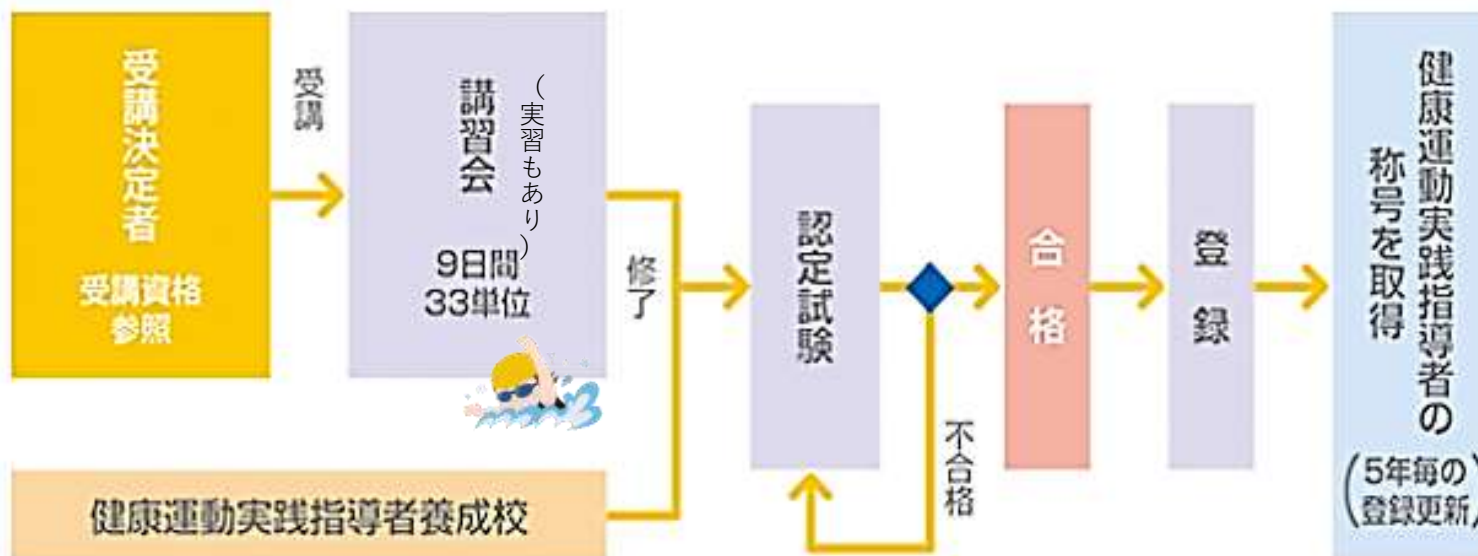 受講決定者
受講資格
参照
受講
講習会
（実習もあり）
9日間
33単位
修了
健康運動実践指導者養成校
認定試験
不合格
合格
登録
健康運動実践指導者の
称号を取得
(5年毎の
登録更新)